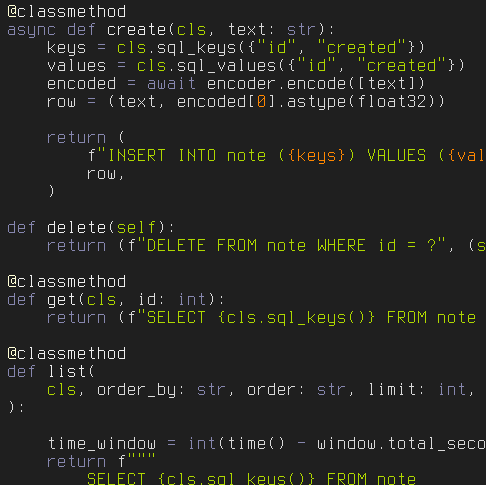 @classmethod
async def create(cls, text: str):
    keys = cls.sql_keys({"id", "created"})
    values = cls.sql_values({"id", "created"})
    encoded = await encoder.encode([text])
    row = (text, encoded[0].astype(float32))
    return (
        f"INSERT INTO note ({keys}) VALUES ({val
        row,
    )
def delete(self):
    return (f"DELETE FROM note WHERE id = ?", (s
@classmethod
def get(cls, id: int):
    return (f"SELECT {cls.sql_keys()} FROM note
@classmethod
def list(
    cls, order_by: str, order: str, limit: int,
):
    time_window = int(time() - window.total_seco
    return f"""
        SELECT {cls.sql_keys()} FROM note